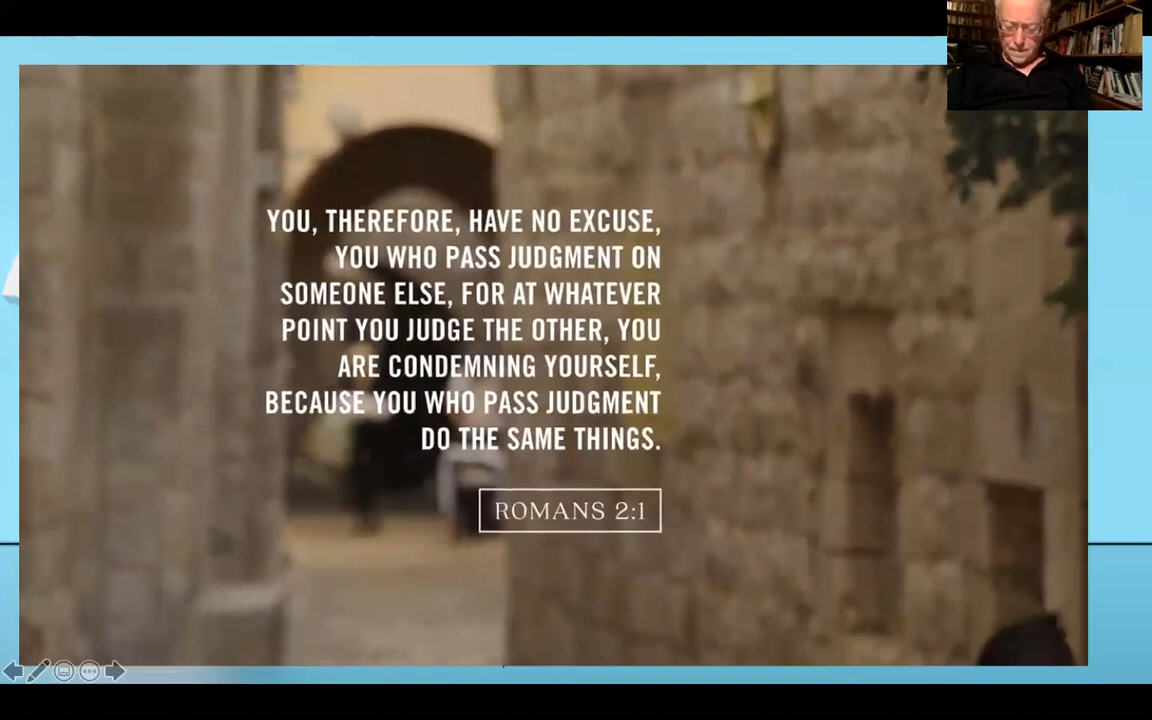 YOU, THEREFORE, HAVE NO EXCUSE,
YOU WHO PASS JUDGMENT ON
SOMEONE ELSE, FOR AT WHATEVER
POINT YOU JUDGE THE OTHER, YOU
ARE CONDEMNING YOURSELF,
BECAUSE YOU WHO PASS JUDGMENT
DO THE SAME THINGS.
ROMANS 2:1